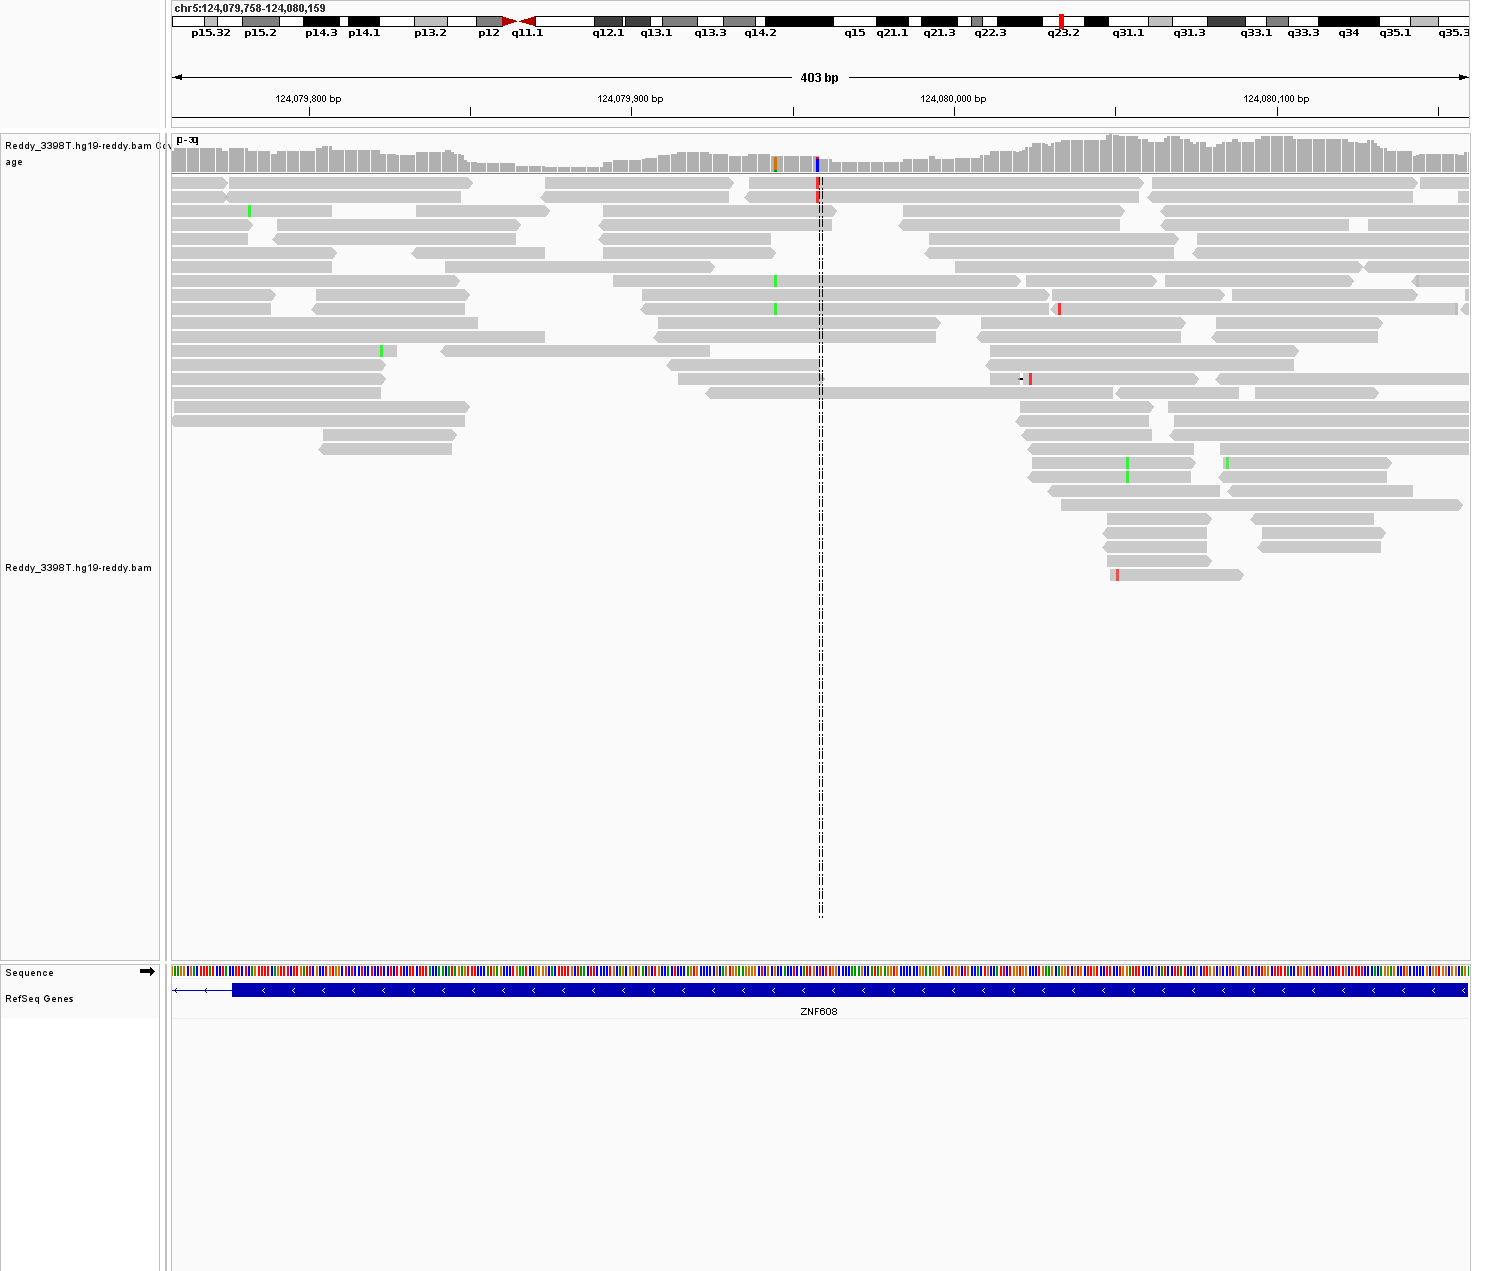 chr5:124,079,758-124,080,159
p15.32 p15.2 p14.3 p14.1 p13.2 p12 q11.1 q12.1 q13.1 q13.3 q14.2 q15 q21.1 q21.3 q22.3 q23.2 q31.1 q31.3 q33.1 q33.3 q34 q35.1 q35.3
403 bp
124,079,800 bp 124,079,900 bp 124,080,000 bp 124,080,100 bp
Reddy_3398T.hg19-reddy.bam Cov
age
Reddy_3398T.hg19-reddy.bam
Sequence
RefSeq Genes
ZNF608